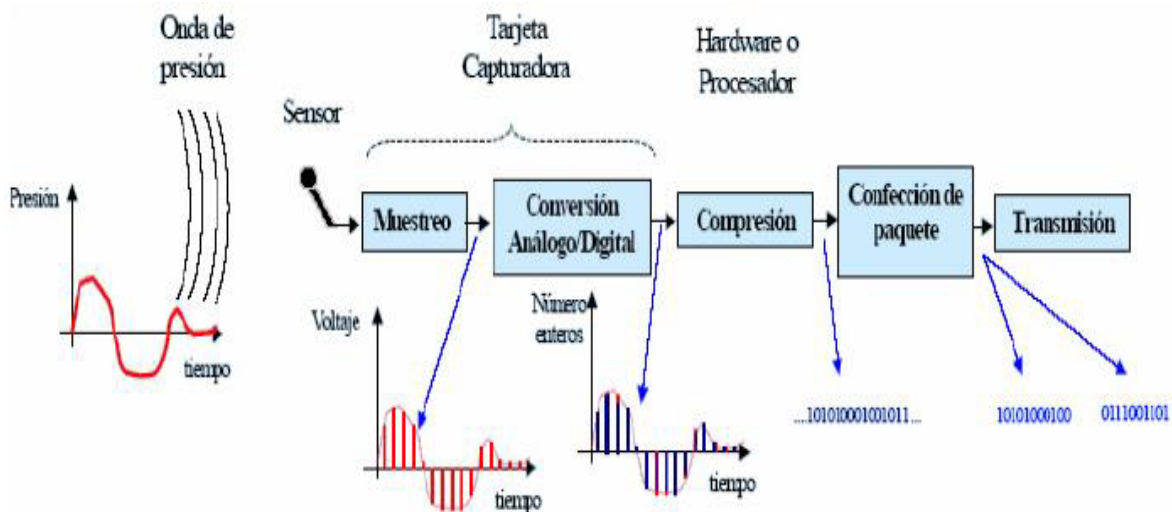 Onda de
presión
Tarjeta
Capturadora
Hardware o
Procesador
Sensor
Presión
Muestreo
Conversión
Análogo/Digital
Compresión
Confección de
paquete
Transmisión
tiempo
Voltaje
tiempo
Número
enteros
tiempo
....101010001001011...
10101000100
0111001101